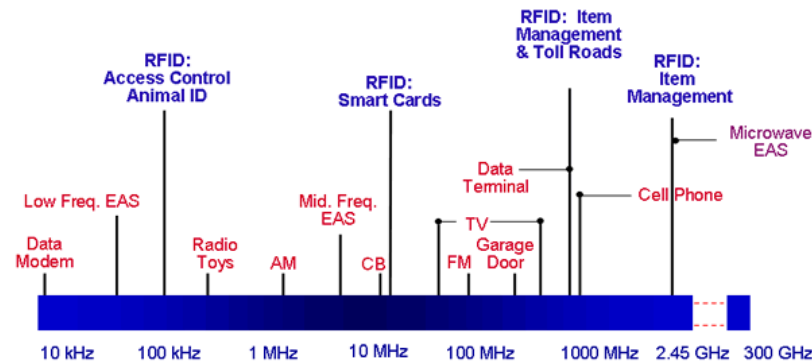 RFID: Item
Management
& Toll Roads
RFID:
Access Control
Animal ID
RFID:
Smart Cards
RFID:
Item
Management
Microwave
EAS
Data
Terminal
Low Freq. EAS
Mid. Freq.
EAS
Cell Phone
TV
Data
Modem
Radio
Toys
AM
CB
FM
Garage
Door
10 kHz
100 kHz
1 MHz
10 MHz
100 MHz
1000 MHz
2.45 GHz
300 GHz